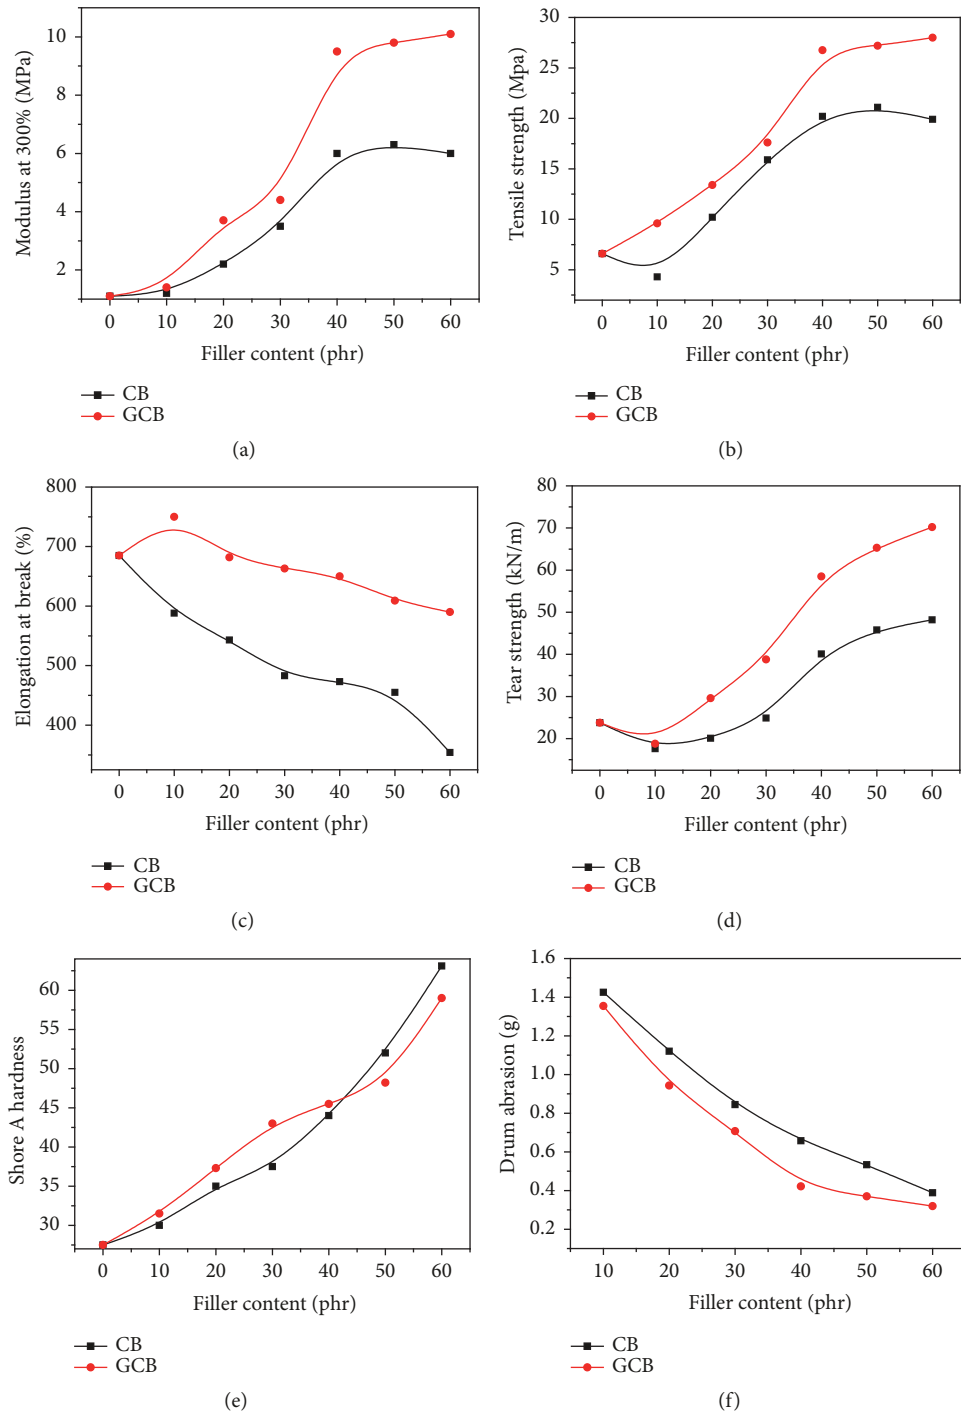 Modulus at 300% (MPa)
10
8
6
4
2
0 10 20 30 40 50 60
Filler content (phr)
CB
GCB
(a)
Tensile strength (Mpa)
30
25
20
15
10
5
0 10 20 30 40 50 60
Filler content (phr)
CB
GCB
(b)
Elongation at break (%)
800
700
600
500
400
0 10 20 30 40 50 60
Filler content (phr)
CB
GCB
(c)
Tear strength (kN/m)
80
70
60
50
40
30
20
0 10 20 30 40 50 60
Filler content (phr)
CB
GCB
(d)
Shore A hardness
60
55
50
45
40
35
30
0 10 20 30 40 50 60
Filler content (phr)
CB
GCB
(e)
Drum abrasion (g)
1.6
1.4
1.2
1.0
0.8
0.6
0.4
0.2
10 20 30 40 50 60
Filler content (phr)
CB
GCB
(f)